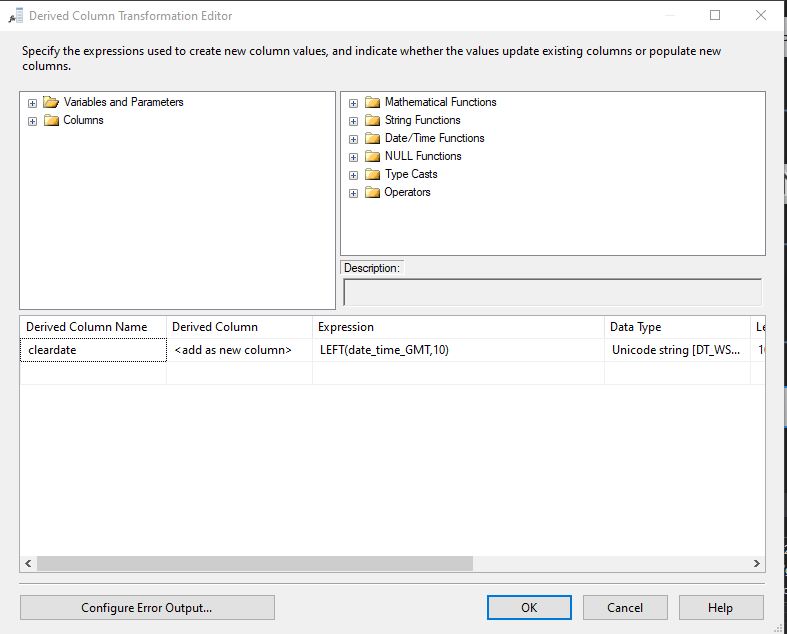 Derived Column Transformation Editor
Specify the expressions used to create new column values, and indicate whether the values update existing columns or populate new
columns.
Variables and Parameters
Columns
Mathematical Functions
String Functions
Date/Time Functions
NULL Functions
Type Casts
Operators
Description:
Derived Column Name Derived Column Expression Data Type Le
cleardate <add as new column> LEFT(date_time_GMT,10) Unicode string [DT_WS... 10
Configure Error Output... OK Cancel Help